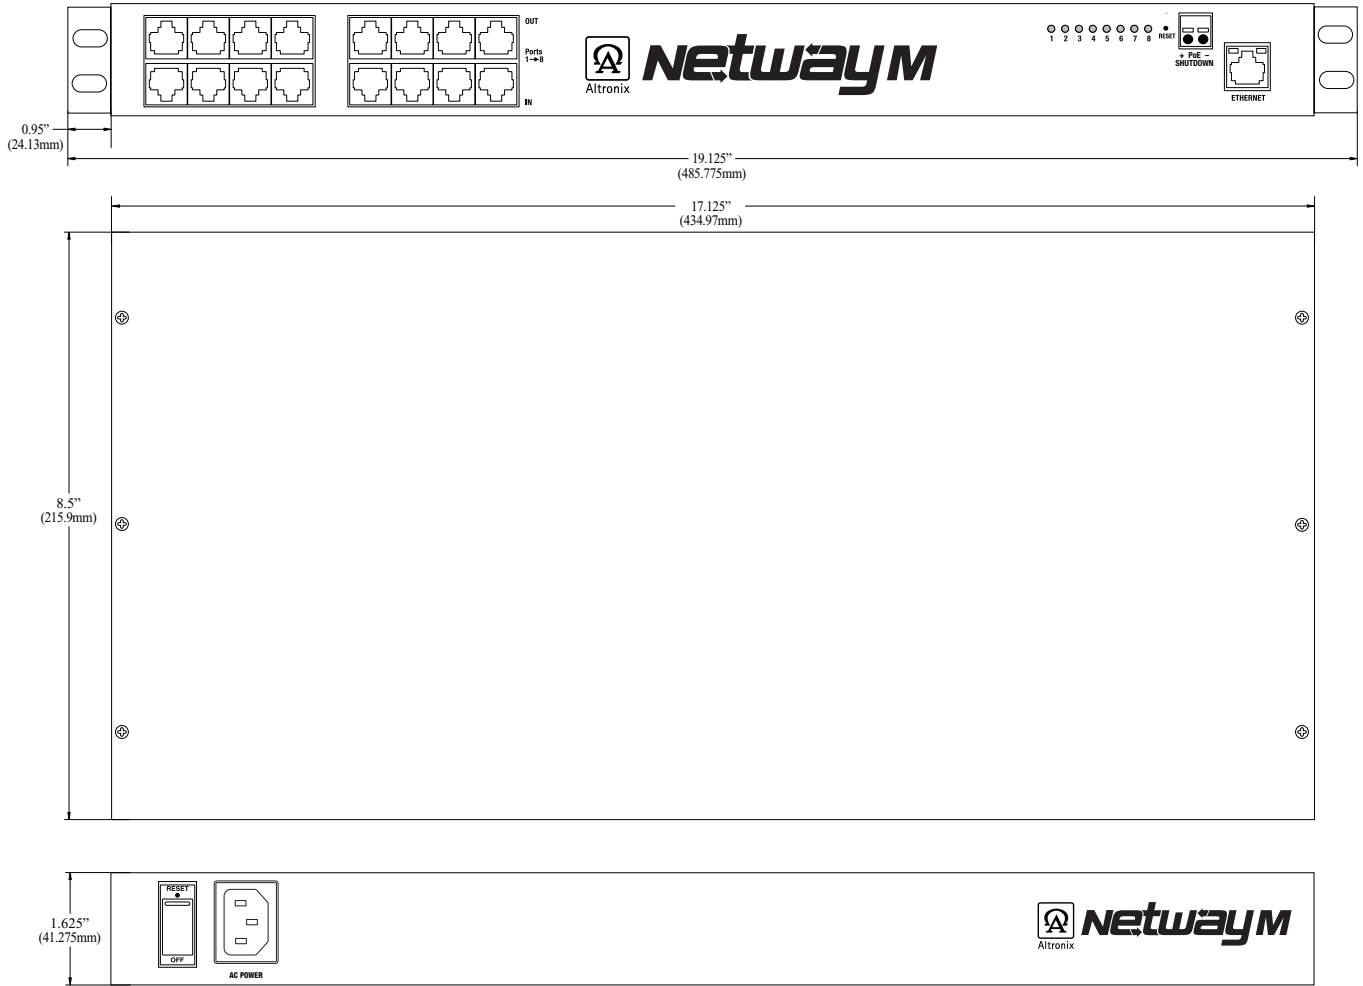 OUT
Ports
1→8
IN
Altronix
NetwayM
1 2 3 4 5 6 7 8
RESET
+ PoE −
SHUTDOWN
ETHERNET
0.95”
(24.13mm)
19.125”
(485.775mm)
17.125”
(434.97mm)
8.5”
(215.9mm)
1.625”
(41.275mm)
RESET
OFF
AC POWER
Altronix
NetwayM